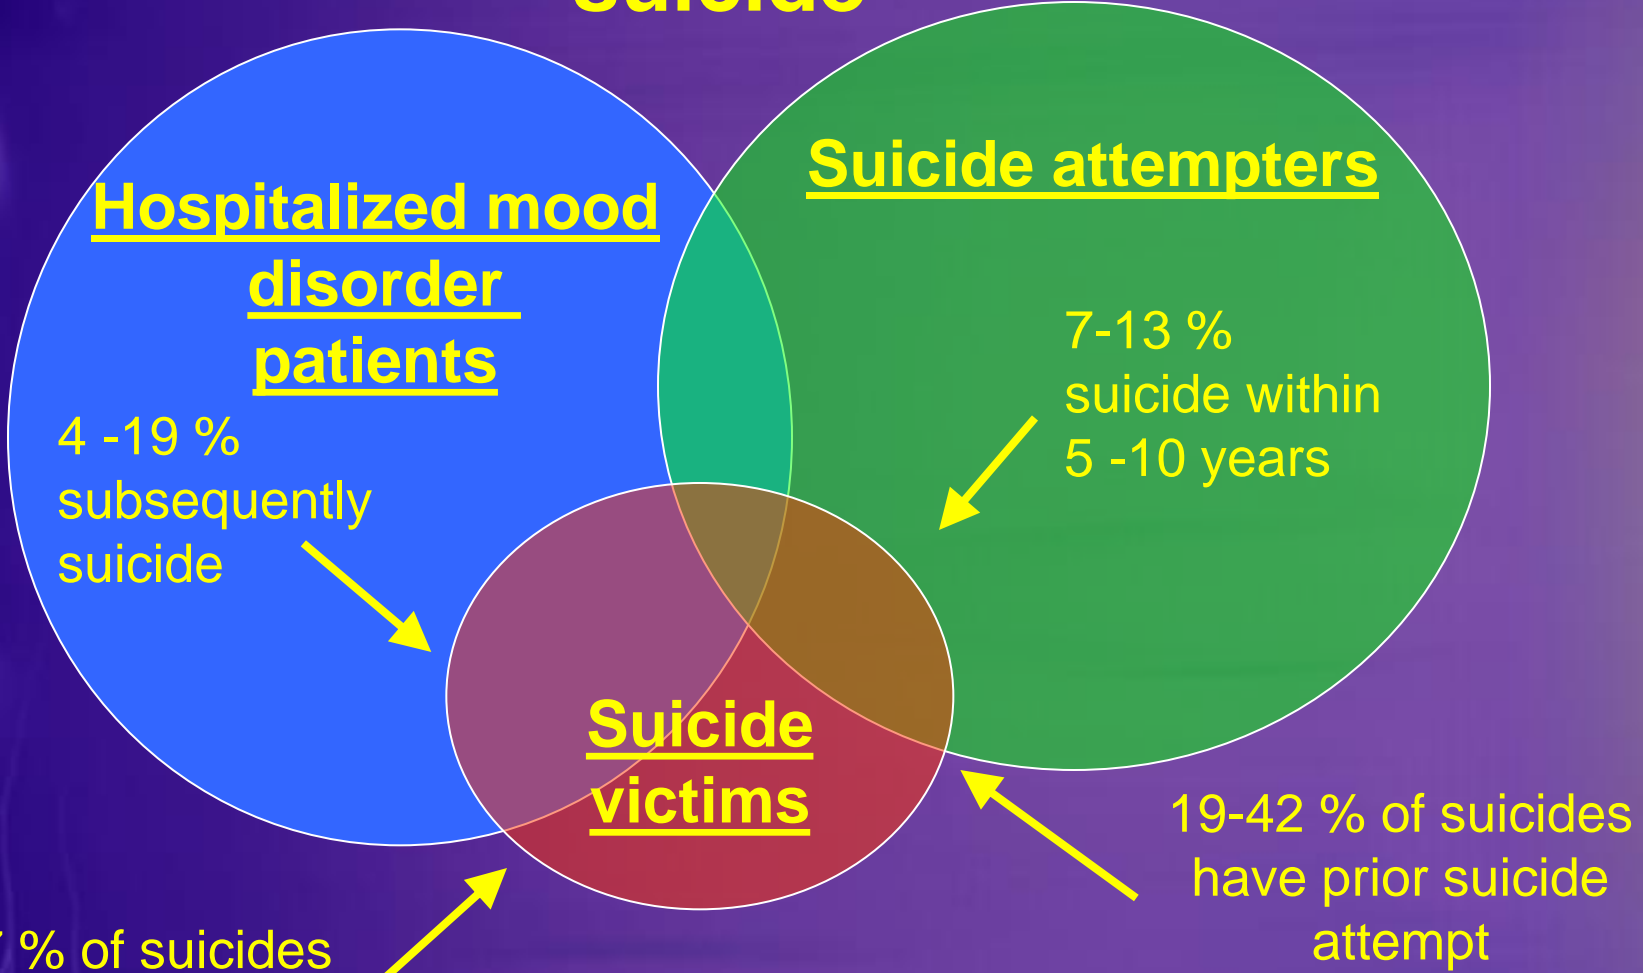 suicide
Hospitalized mood
disorder
patients
4 -19 %
subsequently
suicide
Suicide attempters
7-13 %
suicide within
5 -10 years
Suicide
victims
19-42 % of suicides
have prior suicide
attempt
% of suicides